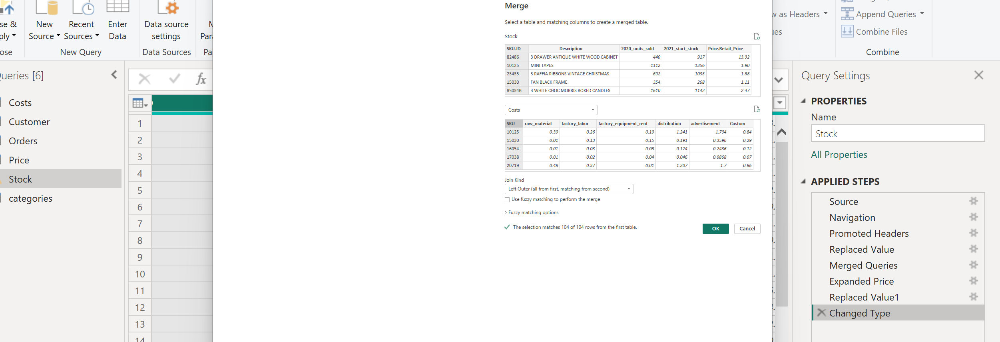 se &
ply
ose
New
Source
Recent
Sources
Enter
Data
New Query
Data source
settings
Data Sources
Para
Pa
w as Headers
ues
Append Queries
Combine Files
Combine
Queries [6]
Costs
Customer
Orders
Price
Stock
categories
fx
1
2
3
4
5
6
7
8
9
10
11
12
13
14
Merge
Select a table and matching columns to create a merged table.
Stock
SKU-ID Description 2020_units_sold 2021_start_stock Price.Retail_Price
82486 3 DRAWER ANTIQUE WHITE WOOD CABINET 440 917 13.32
10125 MINI TAPES 1112 1356 1.90
23435 3 RAFFIA RIBBONS VINTAGE CHRISTMAS 692 1033 1.88
15030 FAN BLACK FRAME 354 268 1.11
85034B 3 WHITE CHOC MORRIS BOXED CANDLES 1610 1142 2.47
Costs
SKU raw_material factory_labor factory_equipment_rent distribution advertisement Custom
10125 0.39 0.26 0.19 1.241 1.734 0.84
15030 0.01 0.13 0.15 0.191 0.3596 0.29
16054 0.01 0.03 0.08 0.174 0.2436 0.12
17038 0.01 0.02 0.04 0.046 0.0868 0.07
20719 0.48 0.37 0.01 1.207 1.7 0.86
Join Kind
Left Outer (all from first, matching from second)
Use fuzzy matching to perform the merge
Fuzzy matching options
The selection matches 104 of 104 rows from the first table.
OK
Cancel
Query Settings
PROPERTIES
Name
Stock
All Properties
APPLIED STEPS
Source
Navigation
Promoted Headers
Replaced Value
Merged Queries
Expanded Price
Replaced Value1
Changed Type